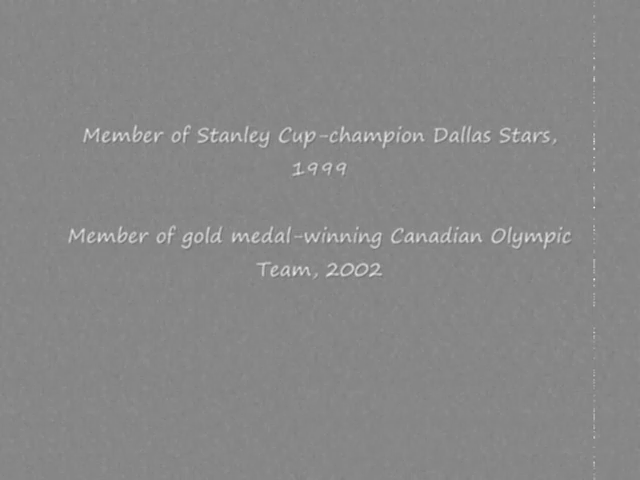 Member of Stanley Cup-champion Dallas Stars,
1999
Member of gold medal-winning Canadian Olympic
Team, 2002